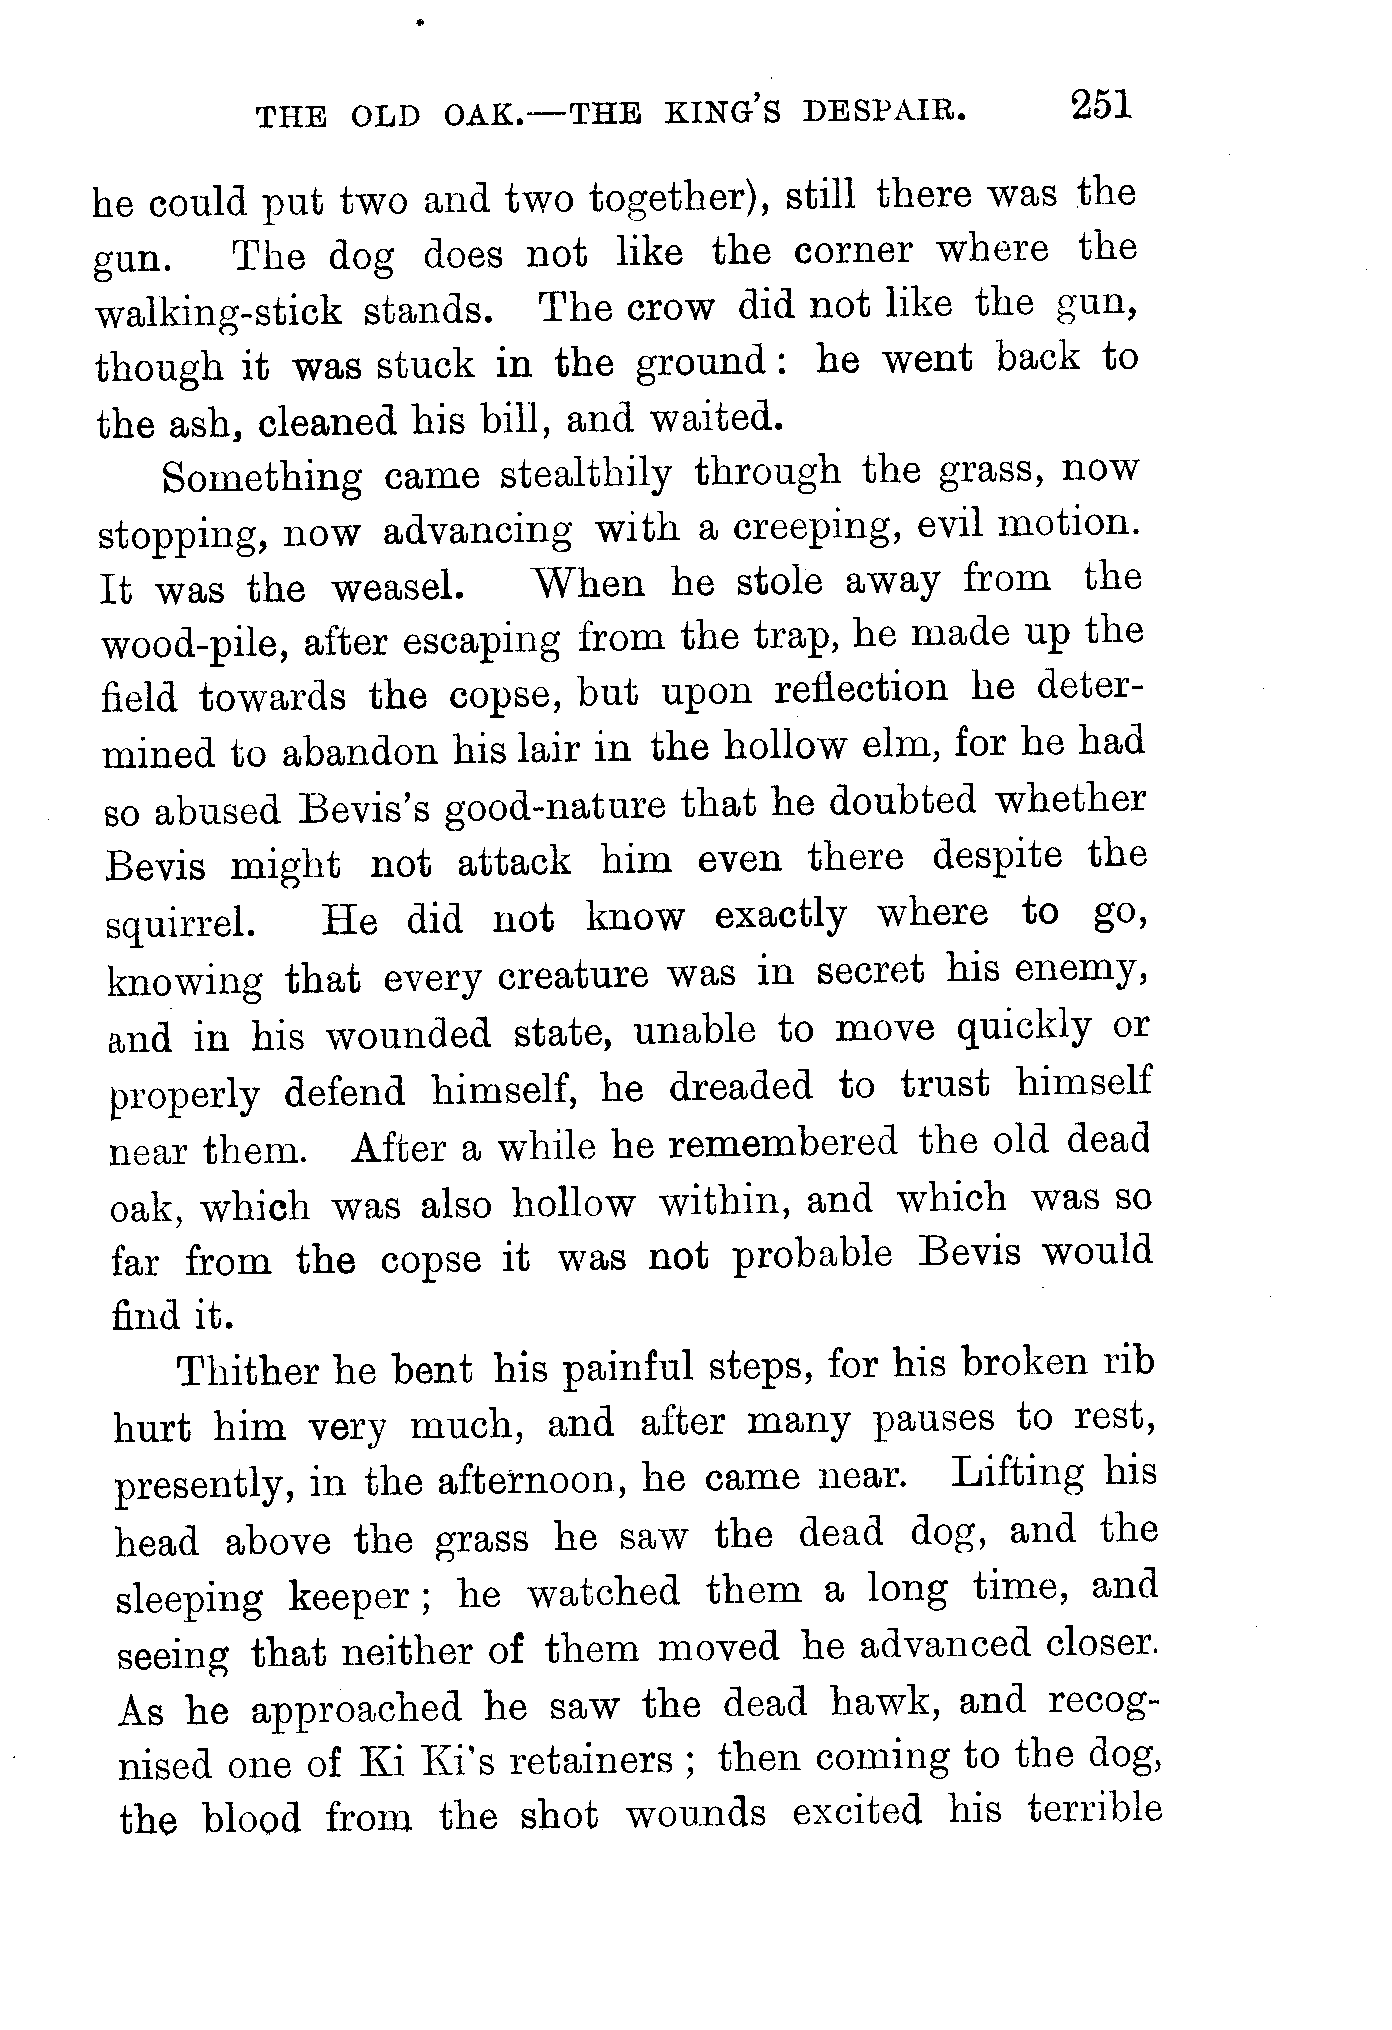 THE OLD OAK.—THE KING'S DESPAIR. 251
he could put two and two together), still there was the
gun. The dog does not like the corner where the
walking-stick stands. The crow did not like the gun,
though it was stuck in the ground: he went back to
the ash, cleaned his bill, and waited.
Something came stealthily through the grass, now
stopping, now advancing with a creeping, evil motion.
It was the weasel. When he stole away from the
wood-pile, after escaping from the trap, he made up the
field towards the copse, but upon reflection he deter-
mined to abandon his lair in the hollow elm, for he had
so abused Bevis's good-nature that he doubted whether
Bevis might not attack him even there despite the
squirrel. He did not know exactly where to go,
knowing that every creature was in secret his enemy,
and in his wounded state, unable to move quickly or
properly defend himself, he dreaded to trust himself
near them. After a while he remembered the old dead
oak, which was also hollow within, and which was so
far from the copse it was not probable Bevis would
find it.
Thither he bent his painful steps, for his broken rib
hurt him very much, and after many pauses to rest,
presently, in the afternoon, he came near. Lifting his
head above the grass he saw the dead dog, and the
sleeping keeper; he watched them a long time, and
seeing that neither of them moved he advanced closer.
As he approached he saw the dead hawk, and recog-
nised one of Ki Ki's retainers; then coming to the dog,
the blood from the shot wounds excited his terrible